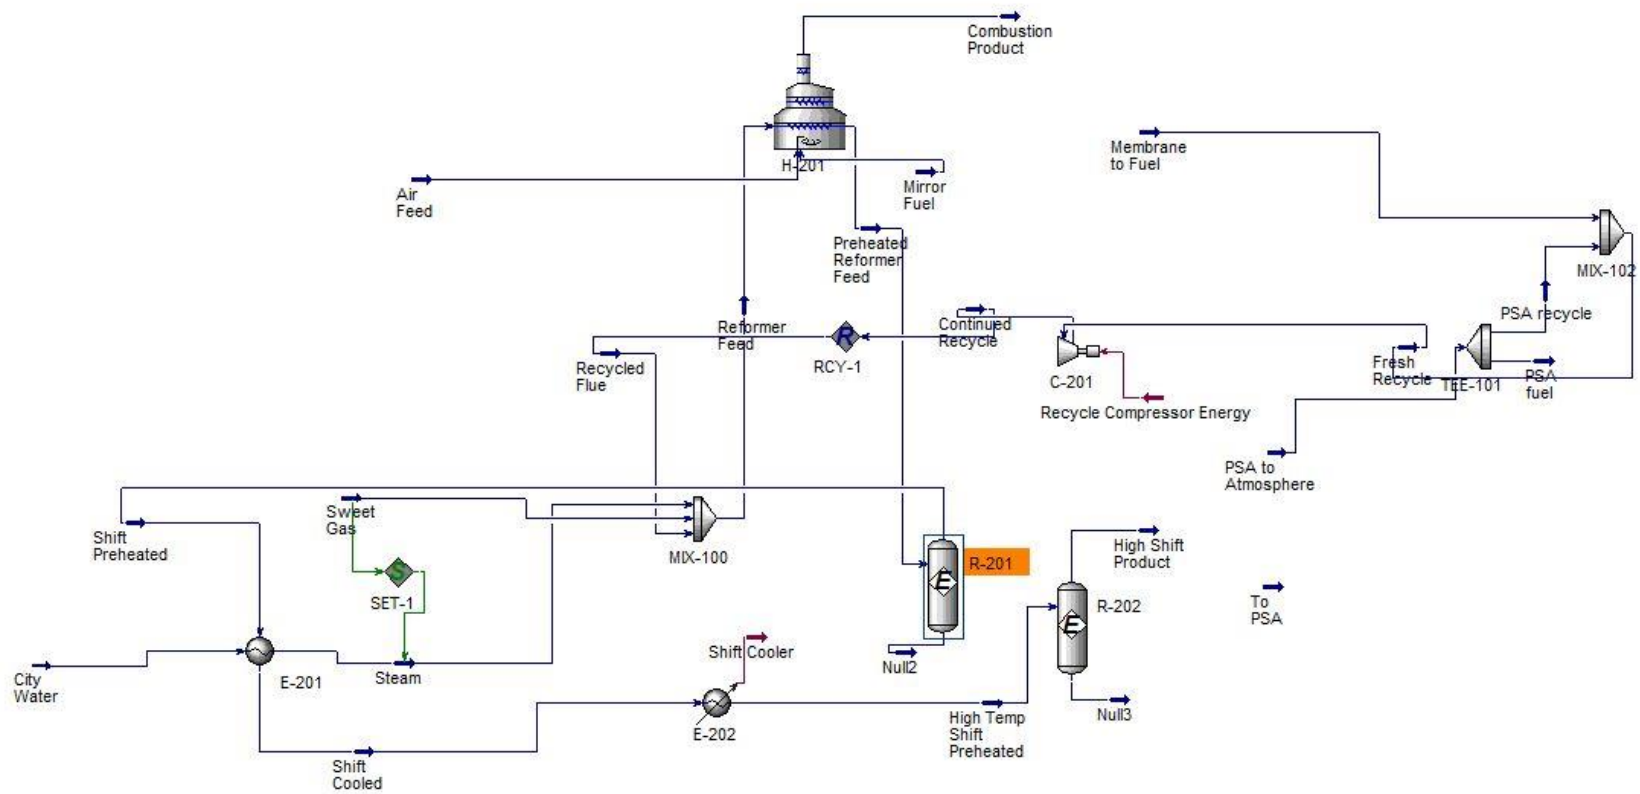 Combustion
Product
H-201
Membrane
to Fuel
Air
Feed
Mirror
Fuel
Preheated
Reformer
Feed
MIX-102
PSA recycle
Reformer
Feed
Continued
Recycle
RCY-1
Recycled
Flue
C-201
Fresh
Recycle
TEE-101
PSA
fuel
Recycle Compressor Energy
PSA to
Atmosphere
Sweet
Gas
Shift
Preheated
MIX-100
SET-1
R-201
E
High Shift
Product
R-202
E
To
PSA
S
R
City
Water
E-201
Steam
Shift Cooler
Null2
E-202
High Temp
Shift
Preheated
Null3
Shift
Cooled